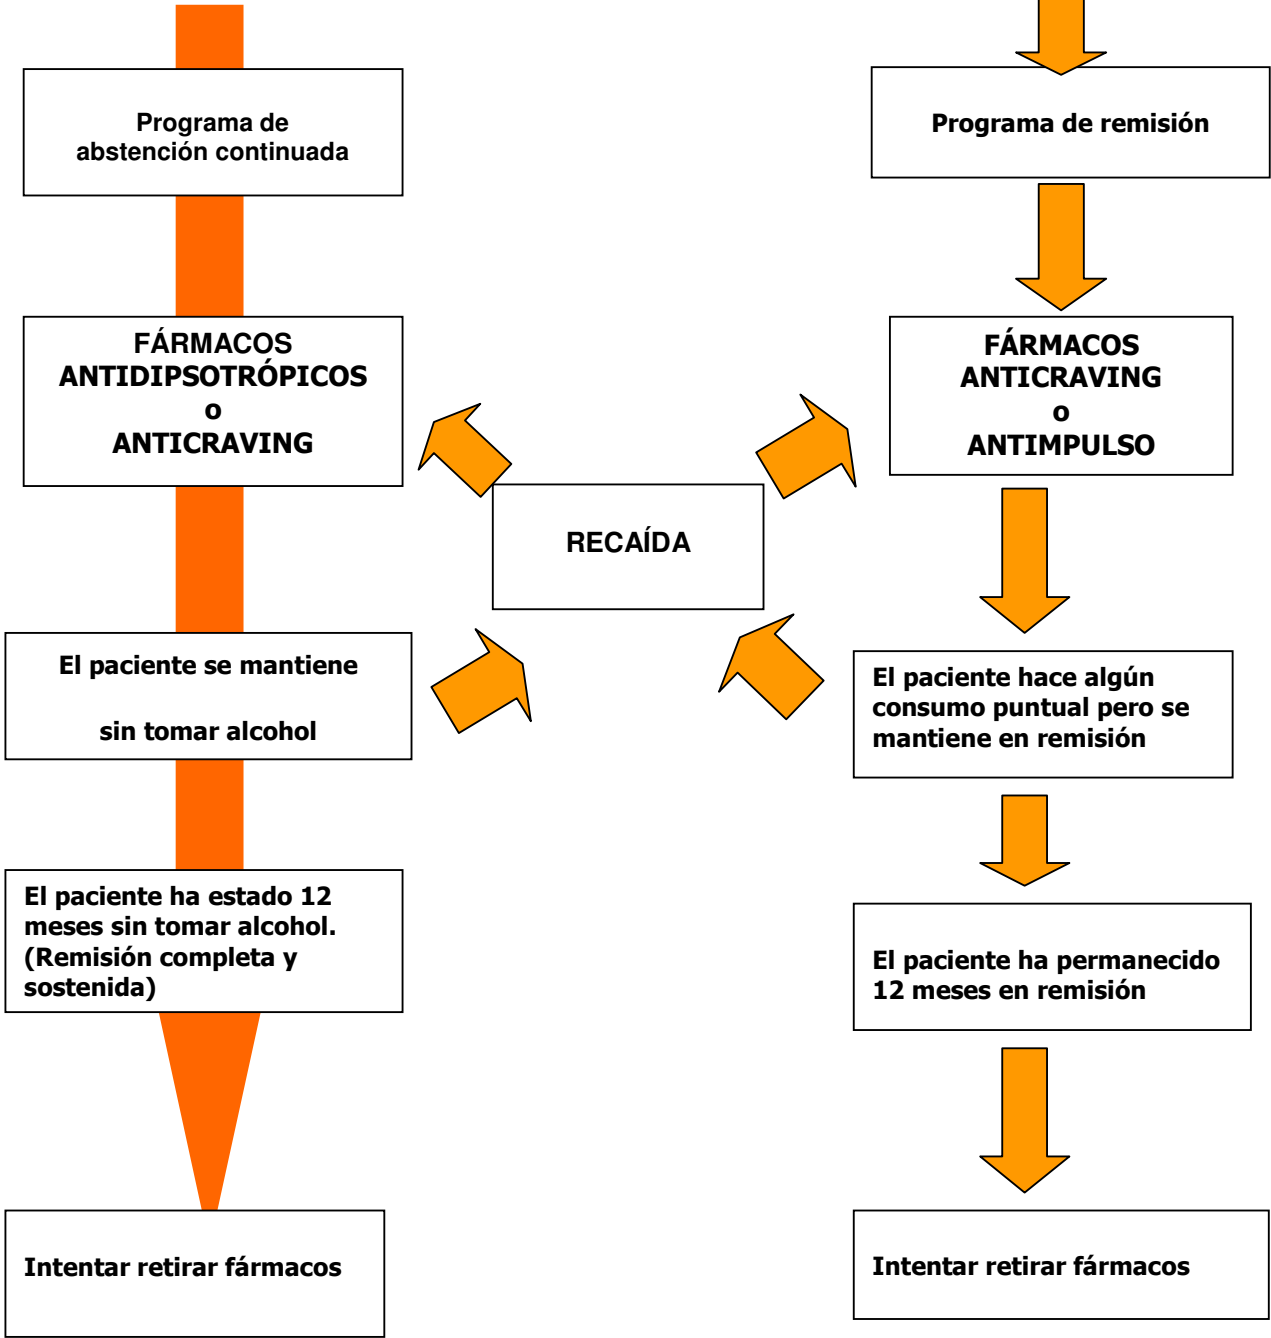 Programa de
abstención continuada
Programa de remisión
FÁRMACOS
ANTIDIPSOTRÓPICOS
o
ANTICRAVING
FÁRMACOS
ANTICRAVING
o
ANTIMPULSO
RECAÍDA
El paciente se mantiene
sin tomar alcohol
El paciente hace algún
consumo puntual pero se
mantiene en remisión
El paciente ha estado 12
meses sin tomar alcohol.
(Remisión completa y
sostenida)
El paciente ha permanecido
12 meses en remisión
Intentar retirar fármacos
Intentar retirar fármacos